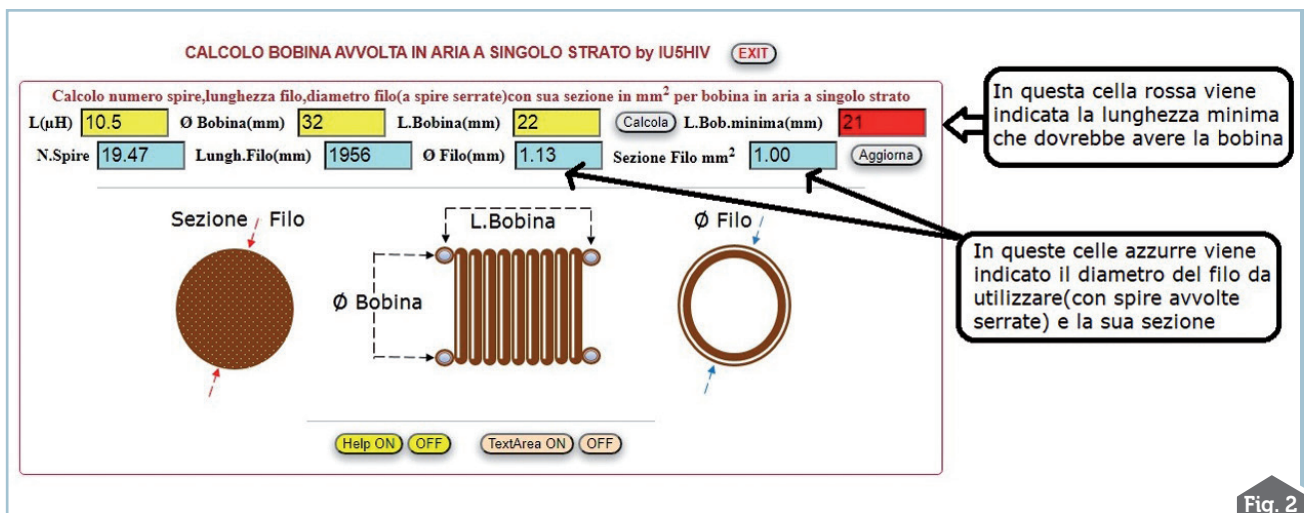 CALCOLO BOBINA AVVOLTA IN ARIA A SINGOLO STRATO by IU5HIV EXIT
Calcolo numero spire,lunghezza filo,diametro filo(a spire serrate)con sua sezione in mm² per bobina in aria a singolo strato
L(µH) 10.5 Ø Bobina(mm) 32 L.Bobina(mm) 22 Calcola L.Bob.minima(mm) 21
N.Spire 19.47 Lungh.Filo(mm) 1956 Ø Filo(mm) 1.13 Sezione Filo mm² 1.00 Aggiorna
In questa cella rossa viene
indicata la lunghezza minima
che dovrebbe avere la bobina
Sezione Filo
L.Bobina
Ø Filo
Ø Bobina
In queste celle azzurre viene
indicato il diametro del filo da
utilizzare(con spire avvolte
serrate) e la sua sezione
Help ON OFF TextArea ON OFF
Fig. 2